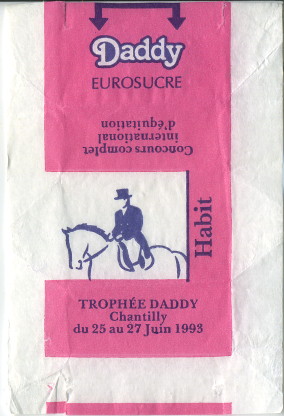 Daddy
EUROSUCRE
Concours complet
international
d'équitation
Habit
TROPHÉE DADDY
Chantilly
du 25 au 27 Juin 1993